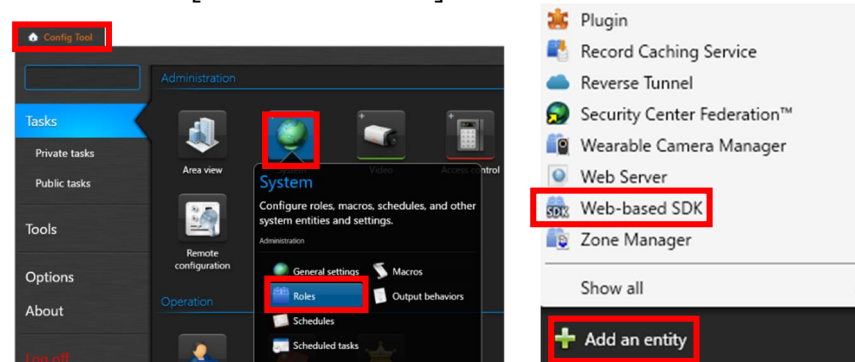 Config Tool
Administration
Tasks
Private tasks
Public tasks
Tools
Options
About
Log off
Area view
Video
Access control
System
Configure roles, macros, schedules, and other
system entities and settings.
Administration
General settings
Macros
Roles
Output behaviors
Schedules
Scheduled tasks
Remote
configuration
Operation
Plugin
Record Caching Service
Reverse Tunnel
Security Center Federation™
Wearable Camera Manager
Web Server
SDK Web-based SDK
Zone Manager
Show all
Add an entity